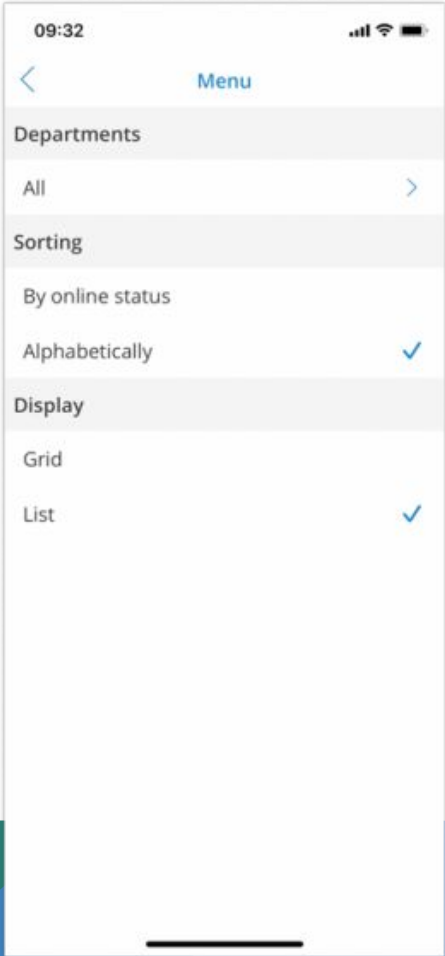 09:32
Menu
Departments
All
Sorting
By online status
Alphabetically
Display
Grid
List